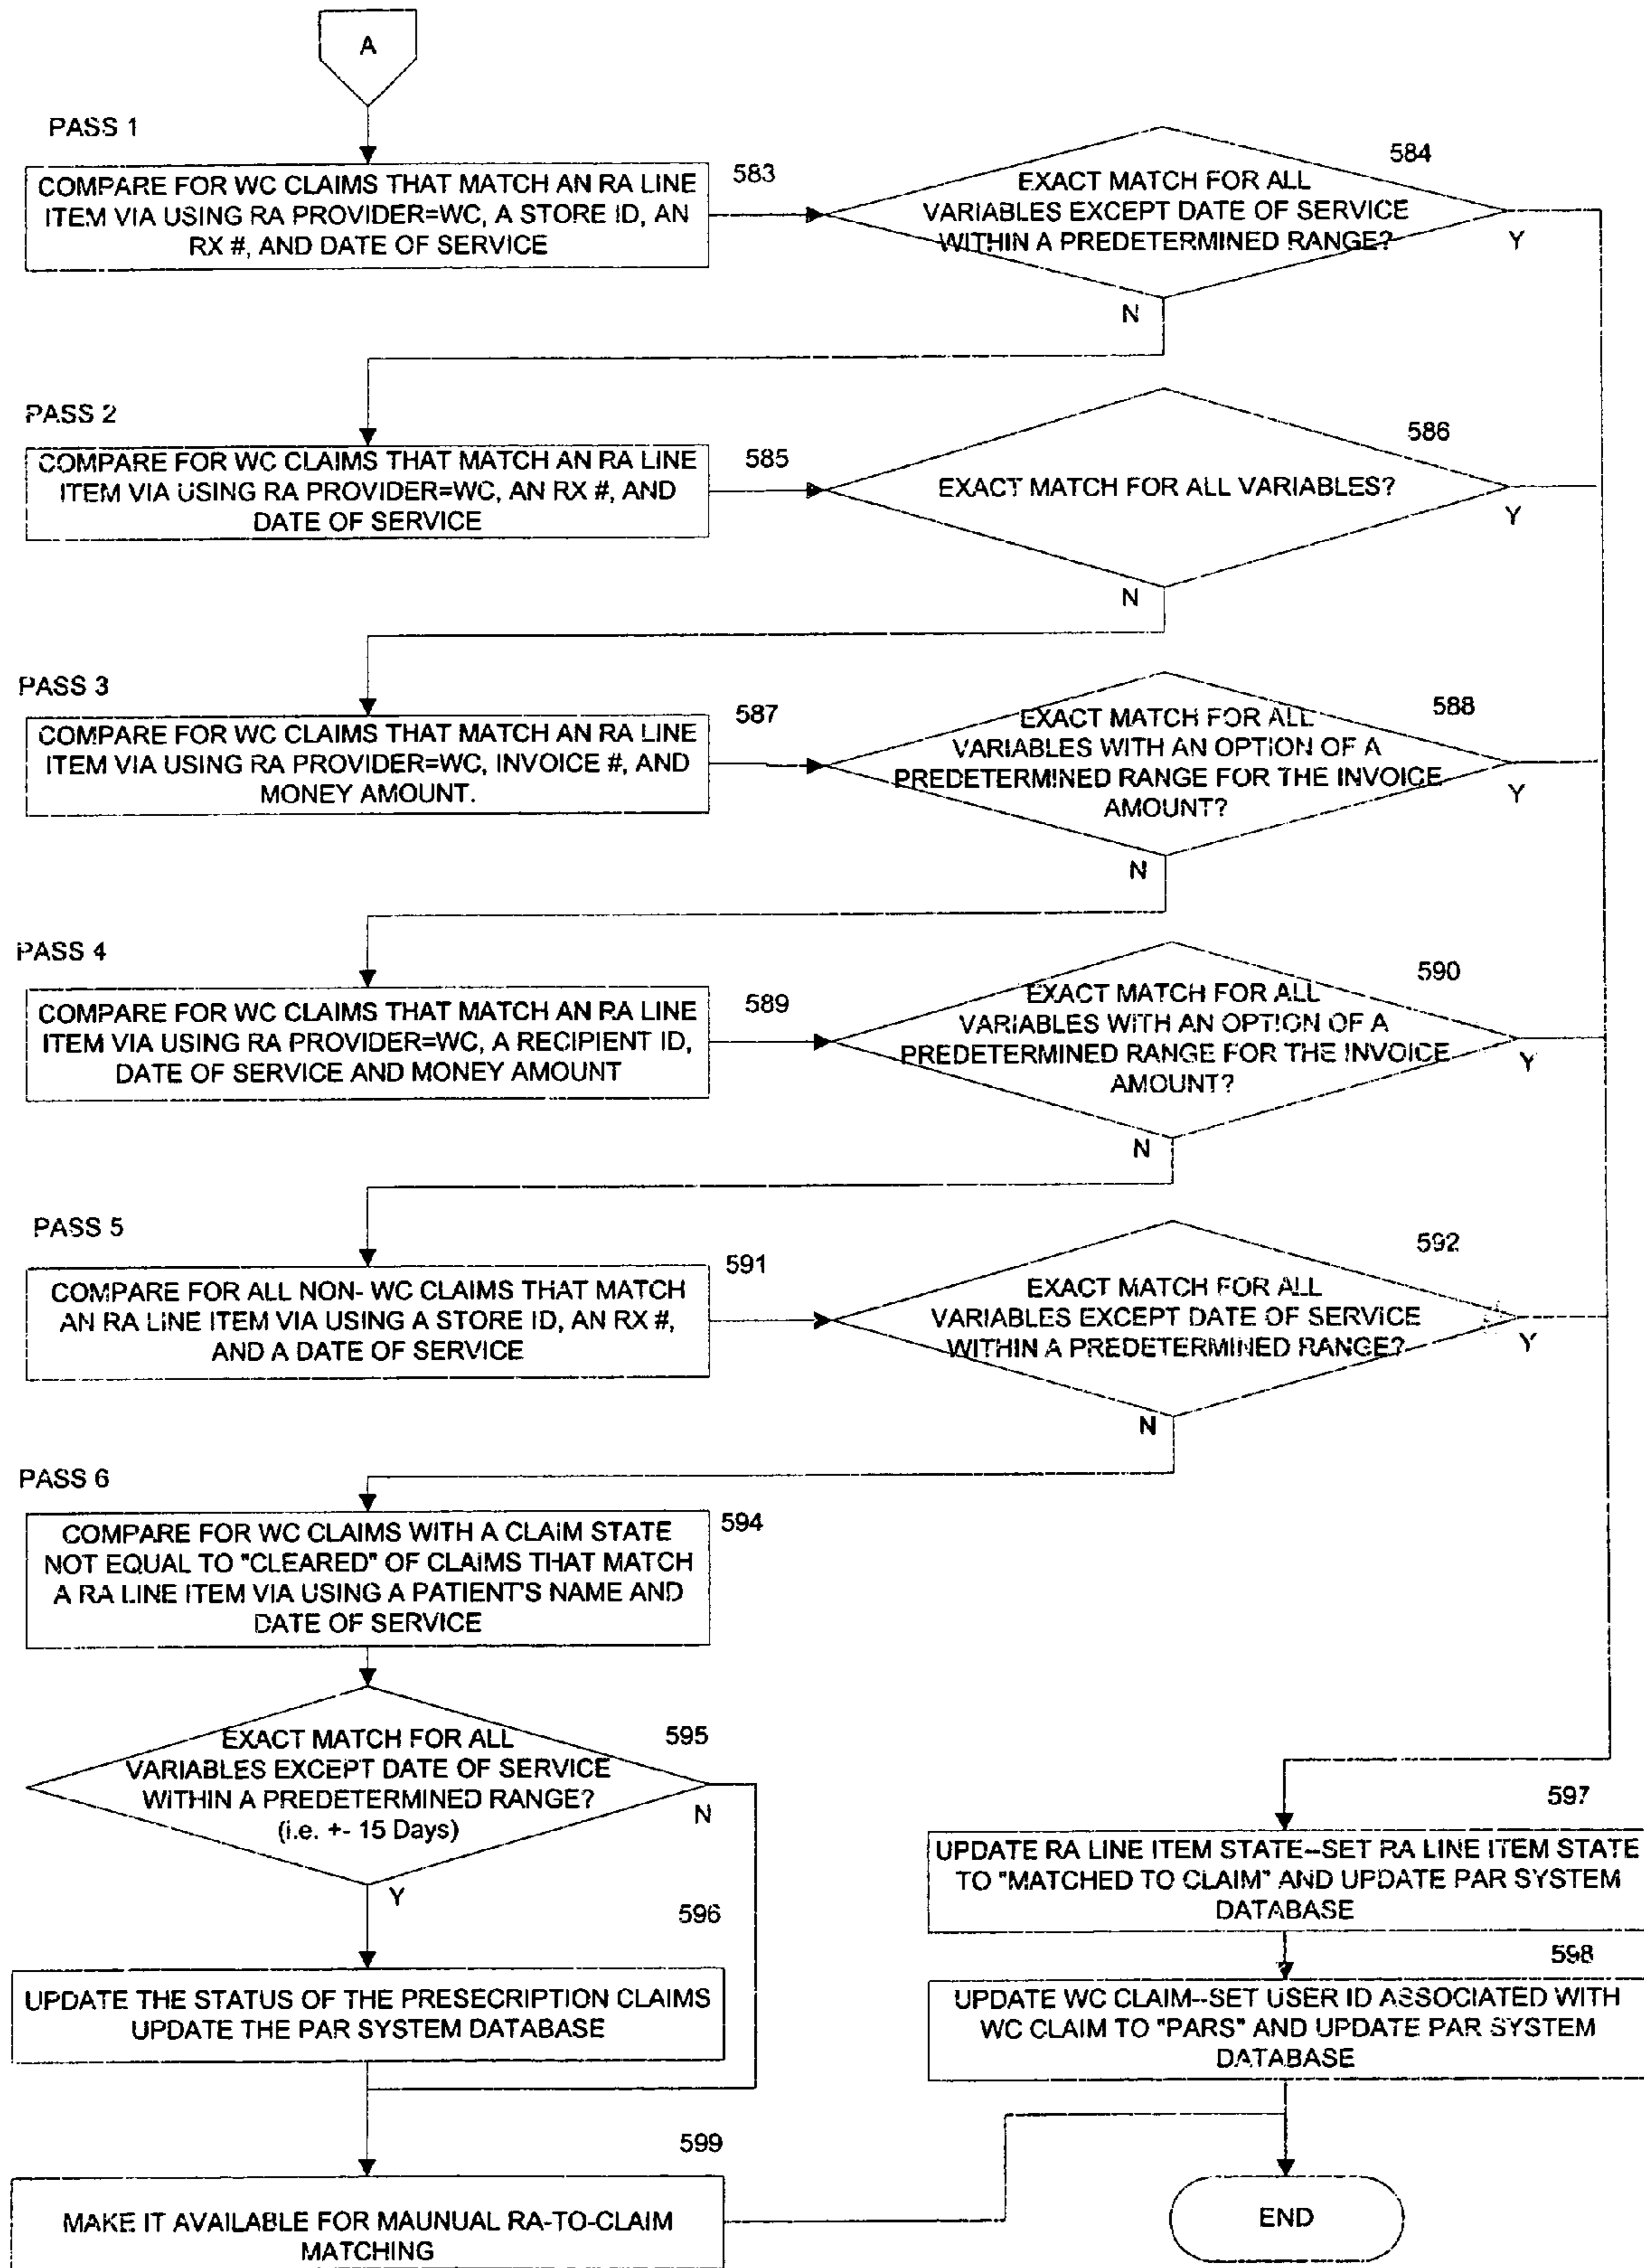 A
PASS 1
COMPARE FOR WC CLAIMS THAT MATCH AN RA LINE
ITEM VIA USING RA PROVIDER=WC, A STORE ID, AN
RX #, AND DATE OF SERVICE
583
EXACT MATCH FOR ALL
VARIABLES EXCEPT DATE OF SERVICE
WITHIN A PREDETERMINED RANGE?
584
Y
N
PASS 2
COMPARE FOR WC CLAIMS THAT MATCH AN RA LINE
ITEM VIA USING RA PROVIDER=WC, AN RX #, AND
DATE OF SERVICE
585
EXACT MATCH FOR ALL VARIABLES?
586
Y
N
PASS 3
COMPARE FOR WC CLAIMS THAT MATCH AN RA LINE
ITEM VIA USING RA PROVIDER=WC, INVOICE #, AND
MONEY AMOUNT.
587
EXACT MATCH FOR ALL
VARIABLES WITH AN OPTION OF A
PREDETERMINED RANGE FOR THE INVOICE
AMOUNT?
588
Y
N
PASS 4
COMPARE FOR WC CLAIMS THAT MATCH AN RA LINE
ITEM VIA USING RA PROVIDER=WC, A RECIPIENT ID,
DATE OF SERVICE AND MONEY AMOUNT
589
EXACT MATCH FOR ALL
VARIABLES WITH AN OPTION OF A
PREDETERMINED RANGE FOR THE INVOICE
AMOUNT?
590
Y
N
PASS 5
COMPARE FOR ALL NON- WC CLAIMS THAT MATCH
AN RA LINE ITEM VIA USING A STORE ID, AN RX #,
AND A DATE OF SERVICE
591
EXACT MATCH FOR ALL
VARIABLES EXCEPT DATE OF SERVICE
WITHIN A PREDETERMINED RANGE?
592
Y
N
PASS 6
COMPARE FOR WC CLAIMS WITH A CLAIM STATE
NOT EQUAL TO "CLEARED" OF CLAIMS THAT MATCH
A RA LINE ITEM VIA USING A PATIENT'S NAME AND
DATE OF SERVICE
594
EXACT MATCH FOR ALL
VARIABLES EXCEPT DATE OF SERVICE
WITHIN A PREDETERMINED RANGE?
(i.e. +- 15 Days)
595
N
Y
596
UPDATE THE STATUS OF THE PRESECRIPTION CLAIMS
UPDATE THE PAR SYSTEM DATABASE
599
MAKE IT AVAILABLE FOR MAUNUAL RA-TO-CLAIM
MATCHING
597
UPDATE RA LINE ITEM STATE--SET RA LINE ITEM STATE
TO "MATCHED TO CLAIM" AND UPDATE PAR SYSTEM
DATABASE
598
UPDATE WC CLAIM--SET USER ID ASSOCIATED WITH
WC CLAIM TO "PARS" AND UPDATE PAR SYSTEM
DATABASE
END